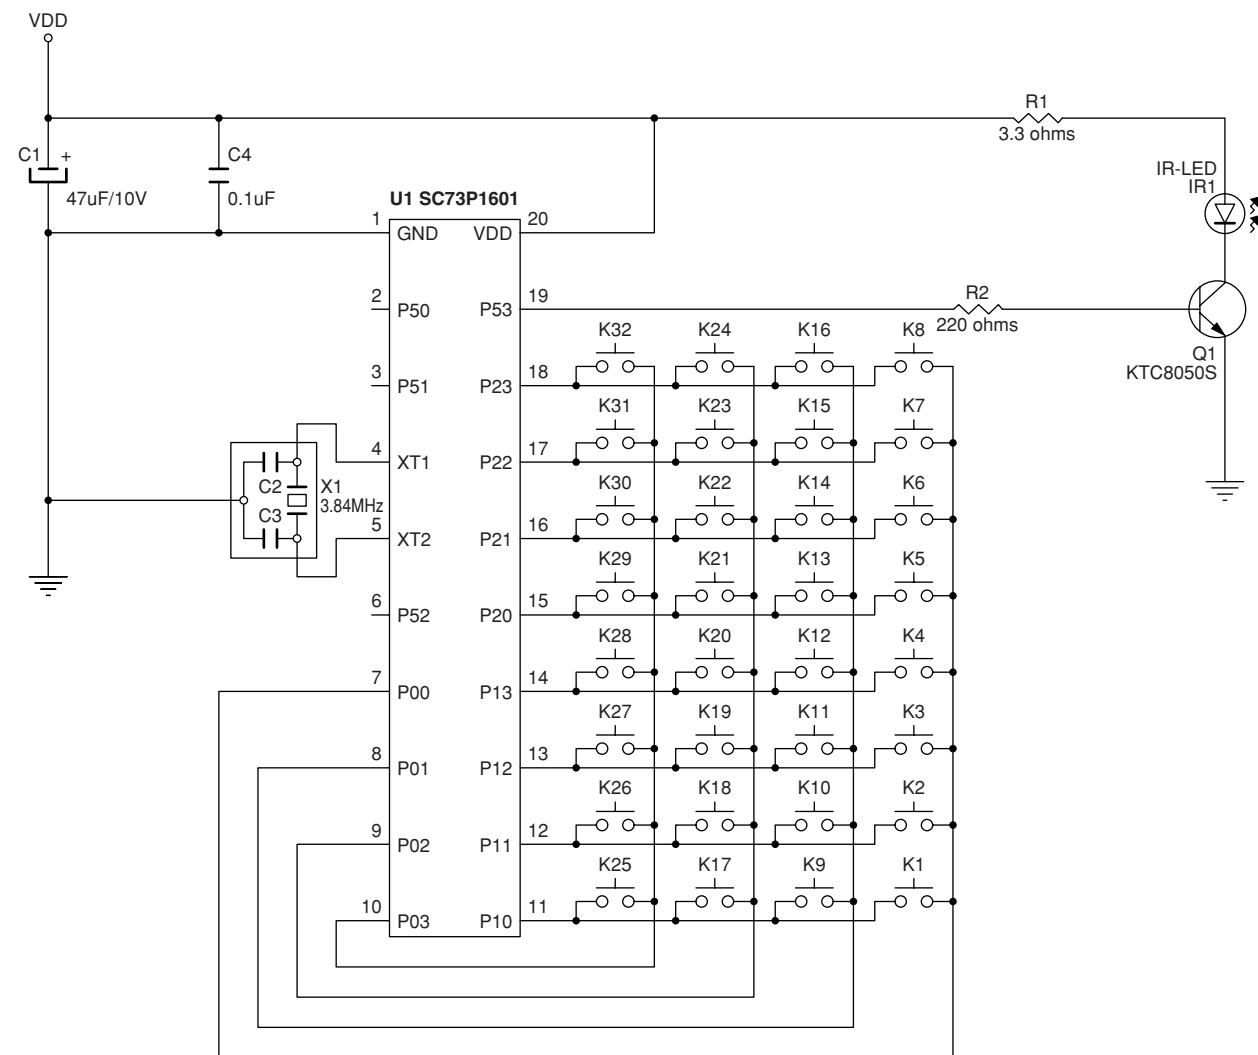 VDD
R1
3.3 ohms
C1
+
47uF/10V
C4
0.1uF
IR-LED
IR1
U1 SC73P1601
1
GND
VDD
20
2
P50
P53
19
R2
220 ohms
Q1
KTC8050S
K32
K24
K16
K8
3
P51
P23
18
K31
K23
K15
K7
4
XT1
P22
17
C2
X1
3.84MHz
C3
K30
K22
K14
K6
5
XT2
P21
16
K29
K21
K13
K5
6
P52
P20
15
K28
K20
K12
K4
7
P00
P13
14
K27
K19
K11
K3
8
P01
P12
13
K26
K18
K10
K2
9
P02
P11
12
K25
K17
K9
K1
10
P03
P10
11